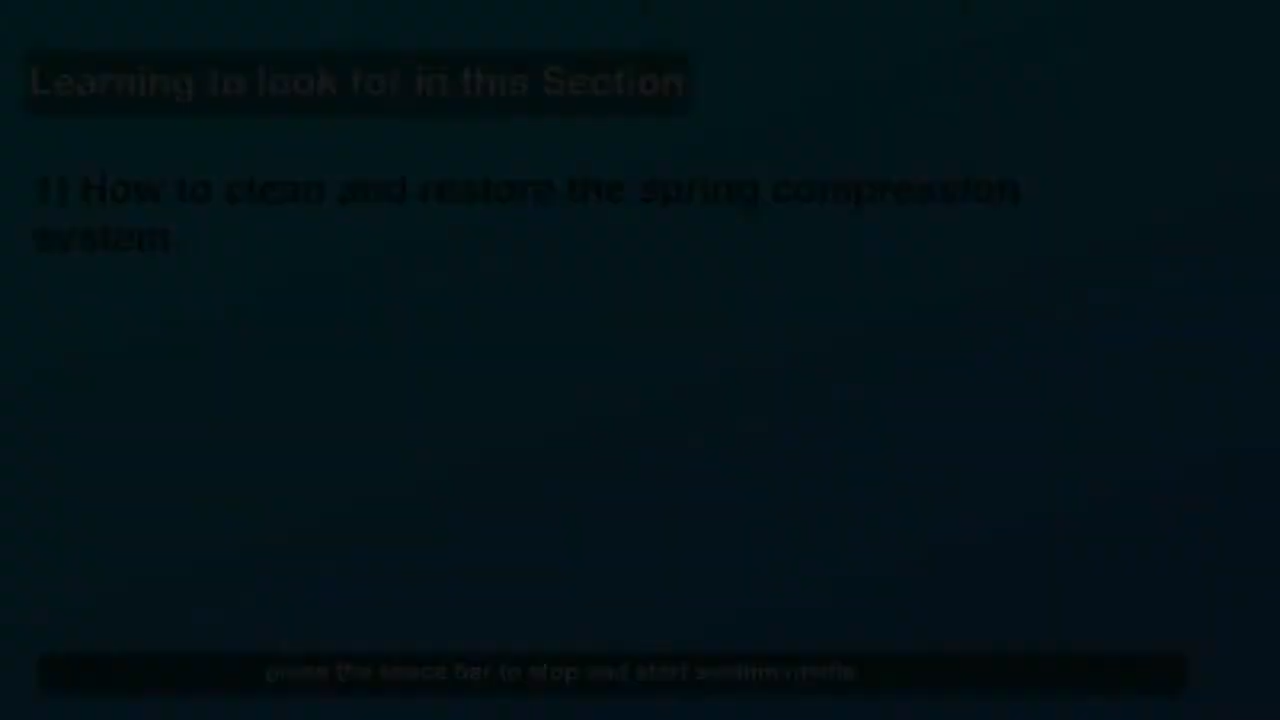 Learning to look for in this Section
1) How to clean and restore the spring compression
system.
press the space bar to stop and start